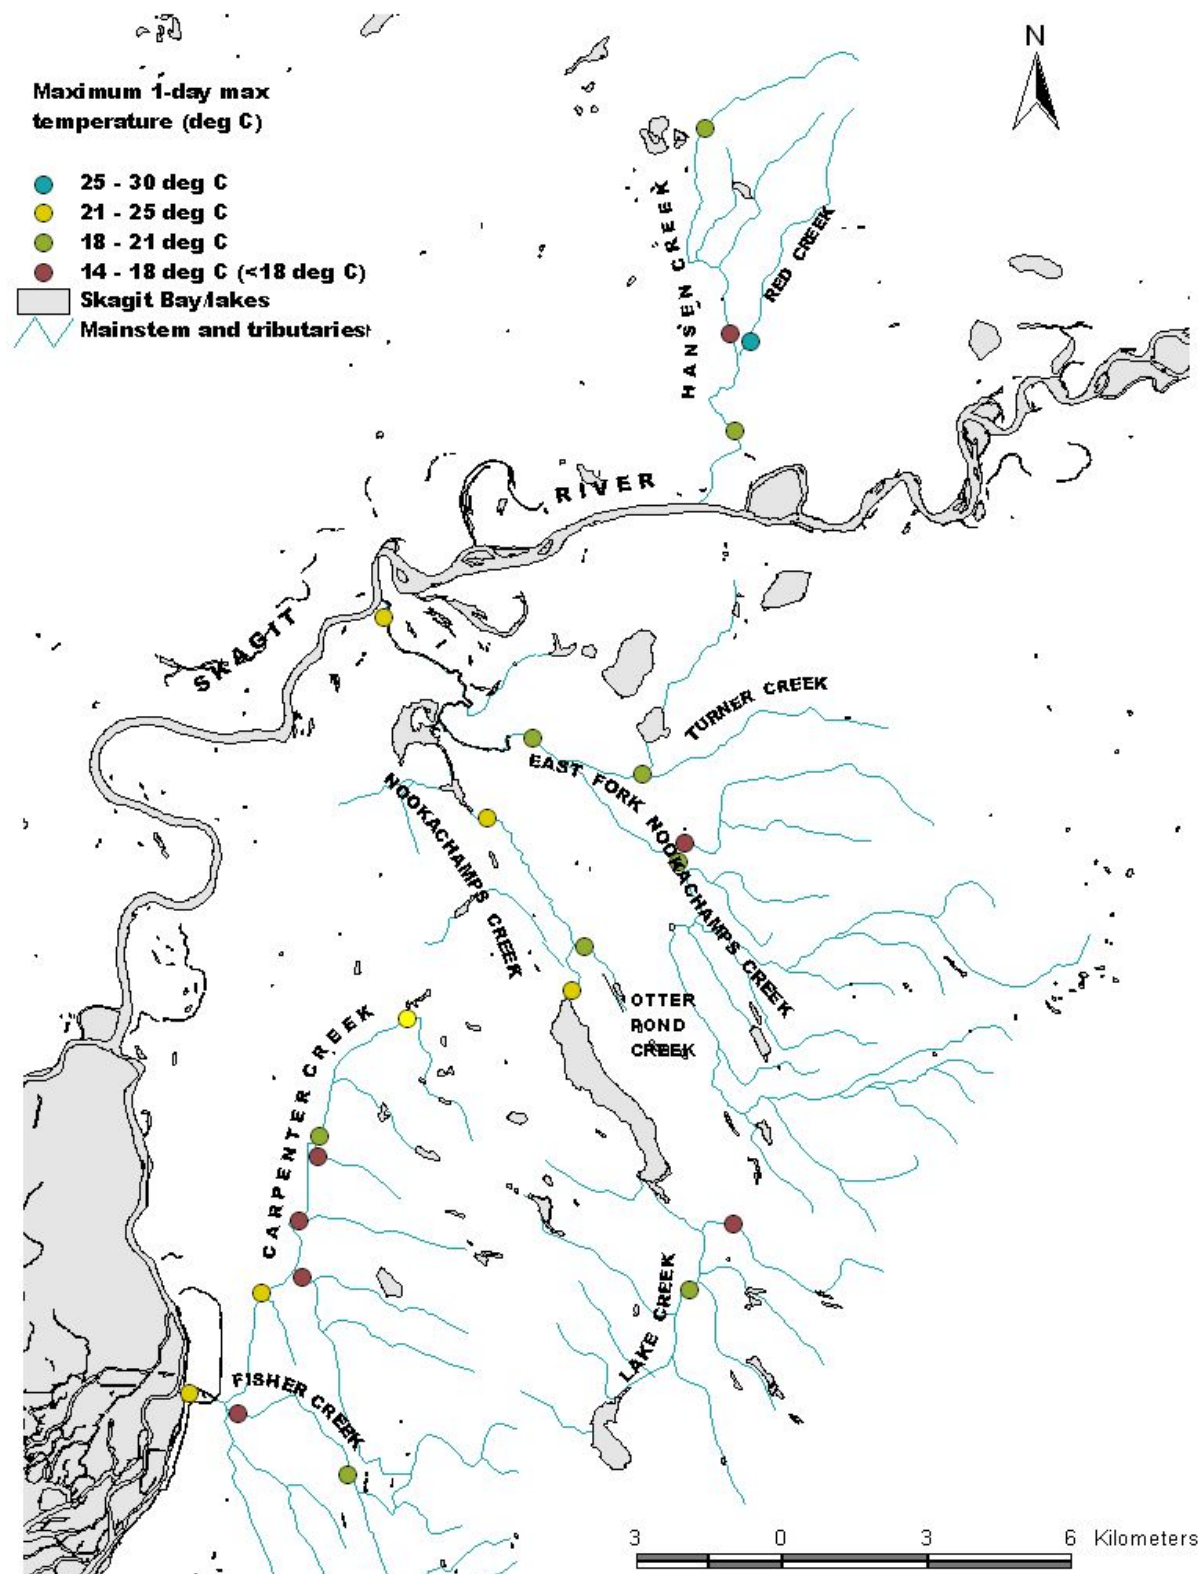 N
Maximum 1-day max
temperature (deg C)
25 - 30 deg C
21 - 25 deg C
18 - 21 deg C
14 - 18 deg C (<18 deg C)
Skagit Bay/lakes
Mainstem and tributaries
HANSEN CREEK
RED CREEK
SKAGIT RIVER
TURNER CREEK
EAST FORK NOOKACHAMPS CREEK
NOOKACHAMPS CREEK
OTTER
POND
CREEK
CARPENTER CREEK
LAKE CREEK
FISHER CREEK
3 0 3 6 Kilometers